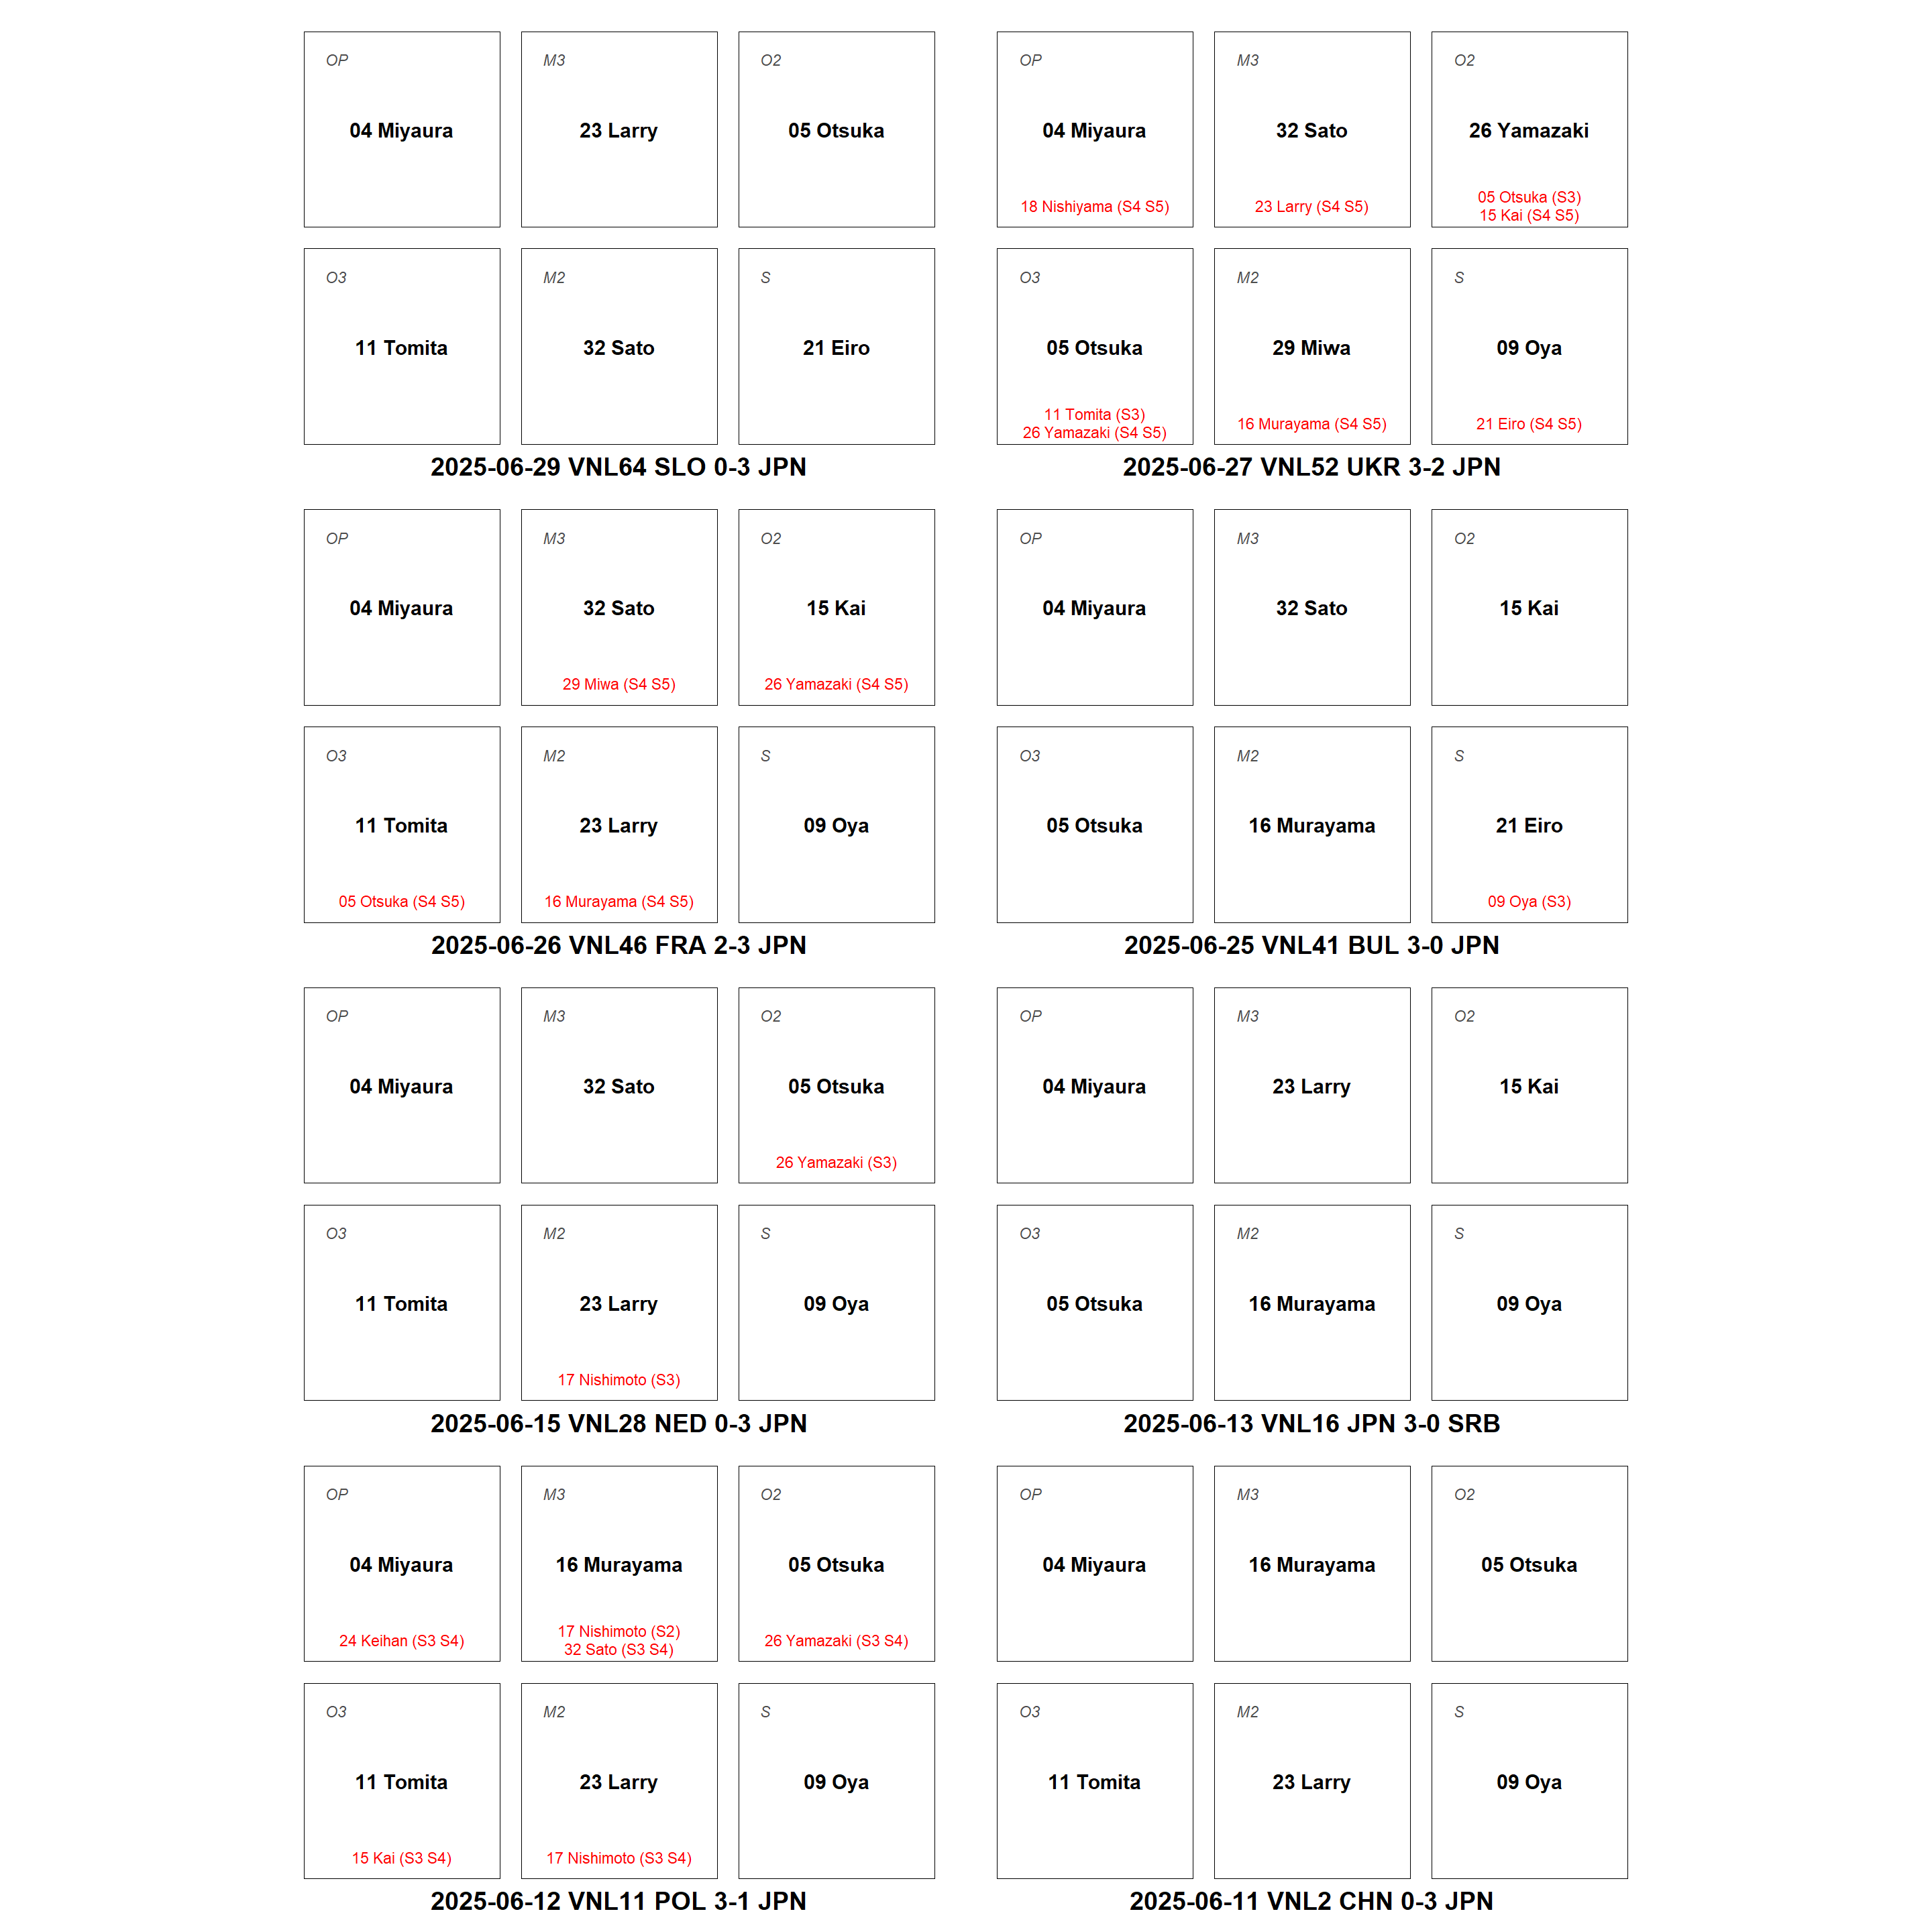 OP
04 Miyaura
M3
23 Larry
O2
05 Otsuka
O3
11 Tomita
M2
32 Sato
S
21 Eiro
2025-06-29 VNL64 SLO 0-3 JPN
OP
04 Miyaura
18 Nishiyama (S4 S5)
M3
32 Sato
23 Larry (S4 S5)
O2
26 Yamazaki
05 Otsuka (S3)
15 Kai (S4 S5)
O3
05 Otsuka
11 Tomita (S3)
26 Yamazaki (S4 S5)
M2
29 Miwa
16 Murayama (S4 S5)
S
09 Oya
21 Eiro (S4 S5)
2025-06-27 VNL52 UKR 3-2 JPN
OP
04 Miyaura
M3
32 Sato
29 Miwa (S4 S5)
O2
15 Kai
26 Yamazaki (S4 S5)
O3
11 Tomita
05 Otsuka (S4 S5)
M2
23 Larry
16 Murayama (S4 S5)
S
09 Oya
2025-06-26 VNL46 FRA 2-3 JPN
OP
04 Miyaura
M3
32 Sato
O2
15 Kai
O3
05 Otsuka
M2
16 Murayama
S
21 Eiro
09 Oya (S3)
2025-06-25 VNL41 BUL 3-0 JPN
OP
04 Miyaura
M3
32 Sato
O2
05 Otsuka
26 Yamazaki (S3)
O3
11 Tomita
M2
23 Larry
17 Nishimoto (S3)
S
09 Oya
2025-06-15 VNL28 NED 0-3 JPN
OP
04 Miyaura
M3
23 Larry
O2
15 Kai
O3
05 Otsuka
M2
16 Murayama
S
09 Oya
2025-06-13 VNL16 JPN 3-0 SRB
OP
04 Miyaura
24 Keihan (S3 S4)
M3
16 Murayama
17 Nishimoto (S2)
32 Sato (S3 S4)
O2
05 Otsuka
26 Yamazaki (S3 S4)
O3
11 Tomita
15 Kai (S3 S4)
M2
23 Larry
17 Nishimoto (S3 S4)
S
09 Oya
2025-06-12 VNL11 POL 3-1 JPN
OP
04 Miyaura
M3
16 Murayama
O2
05 Otsuka
O3
11 Tomita
M2
23 Larry
S
09 Oya
2025-06-11 VNL2 CHN 0-3 JPN